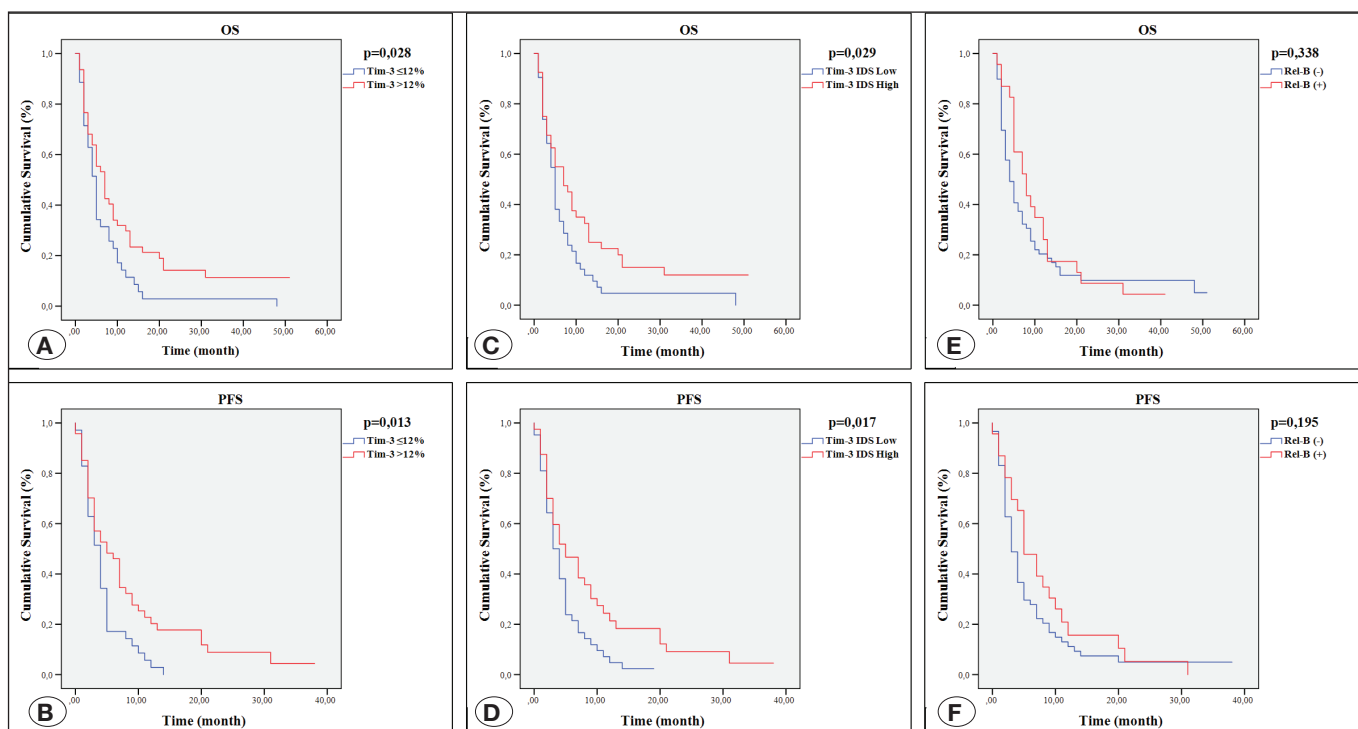 OS
p=0,028
Tim-3 ≤12%
Tim-3 >12%
Cumulative Survival (%)
1,0
0,8
0,6
0,4
0,2
0,0
,00 10,00 20,00 30,00 40,00 50,00 60,00
Time (month)
A
OS
p=0,029
Tim-3 IDS Low
Tim-3 IDS High
Cumulative Survival (%)
1,0
0,8
0,6
0,4
0,2
0,0
,00 10,00 20,00 30,00 40,00 50,00 60,00
Time (month)
C
OS
p=0,338
Rel-B (-)
Rel-B (+)
Cumulative Survival (%)
1,0
0,8
0,6
0,4
0,2
0,0
,00 10,00 20,00 30,00 40,00 50,00 60,00
Time (month)
E
PFS
p=0,013
Tim-3 ≤12%
Tim-3 >12%
Cumulative Survival (%)
1,0
0,8
0,6
0,4
0,2
0,0
,00 10,00 20,00 30,00 40,00
Time (month)
B
PFS
p=0,017
Tim-3 IDS Low
Tim-3 IDS High
Cumulative Survival (%)
1,0
0,8
0,6
0,4
0,2
0,0
,00 10,00 20,00 30,00 40,00
Time (month)
D
PFS
p=0,195
Rel-B (-)
Rel-B (+)
Cumulative Survival (%)
1,0
0,8
0,6
0,4
0,2
0,0
,00 10,00 20,00 30,00 40,00
Time (month)
F